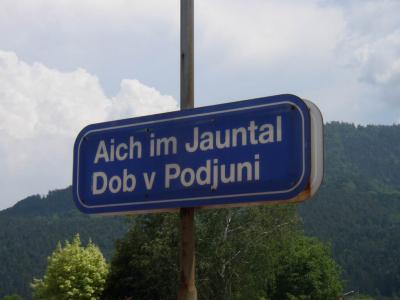 Aich im Jauntal
Dob v Podjuni